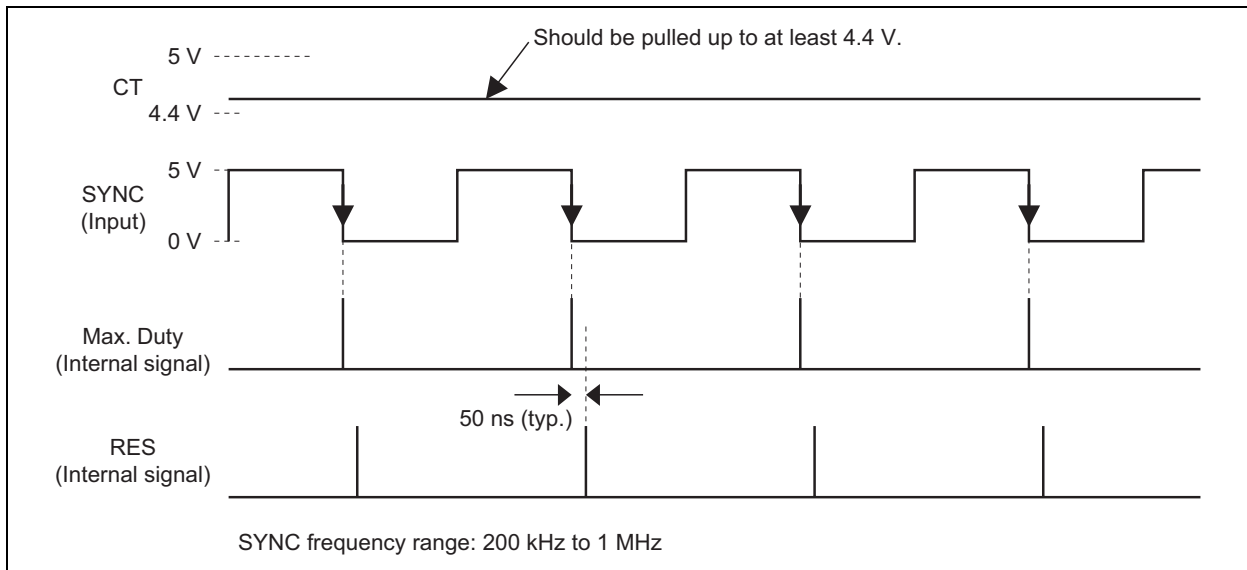 Should be pulled up to at least 4.4 V.
5 V
CT
4.4 V
5 V
SYNC
(Input)
0 V
Max. Duty
(Internal signal)
50 ns (typ.)
RES
(Internal signal)
SYNC frequency range: 200 kHz to 1 MHz